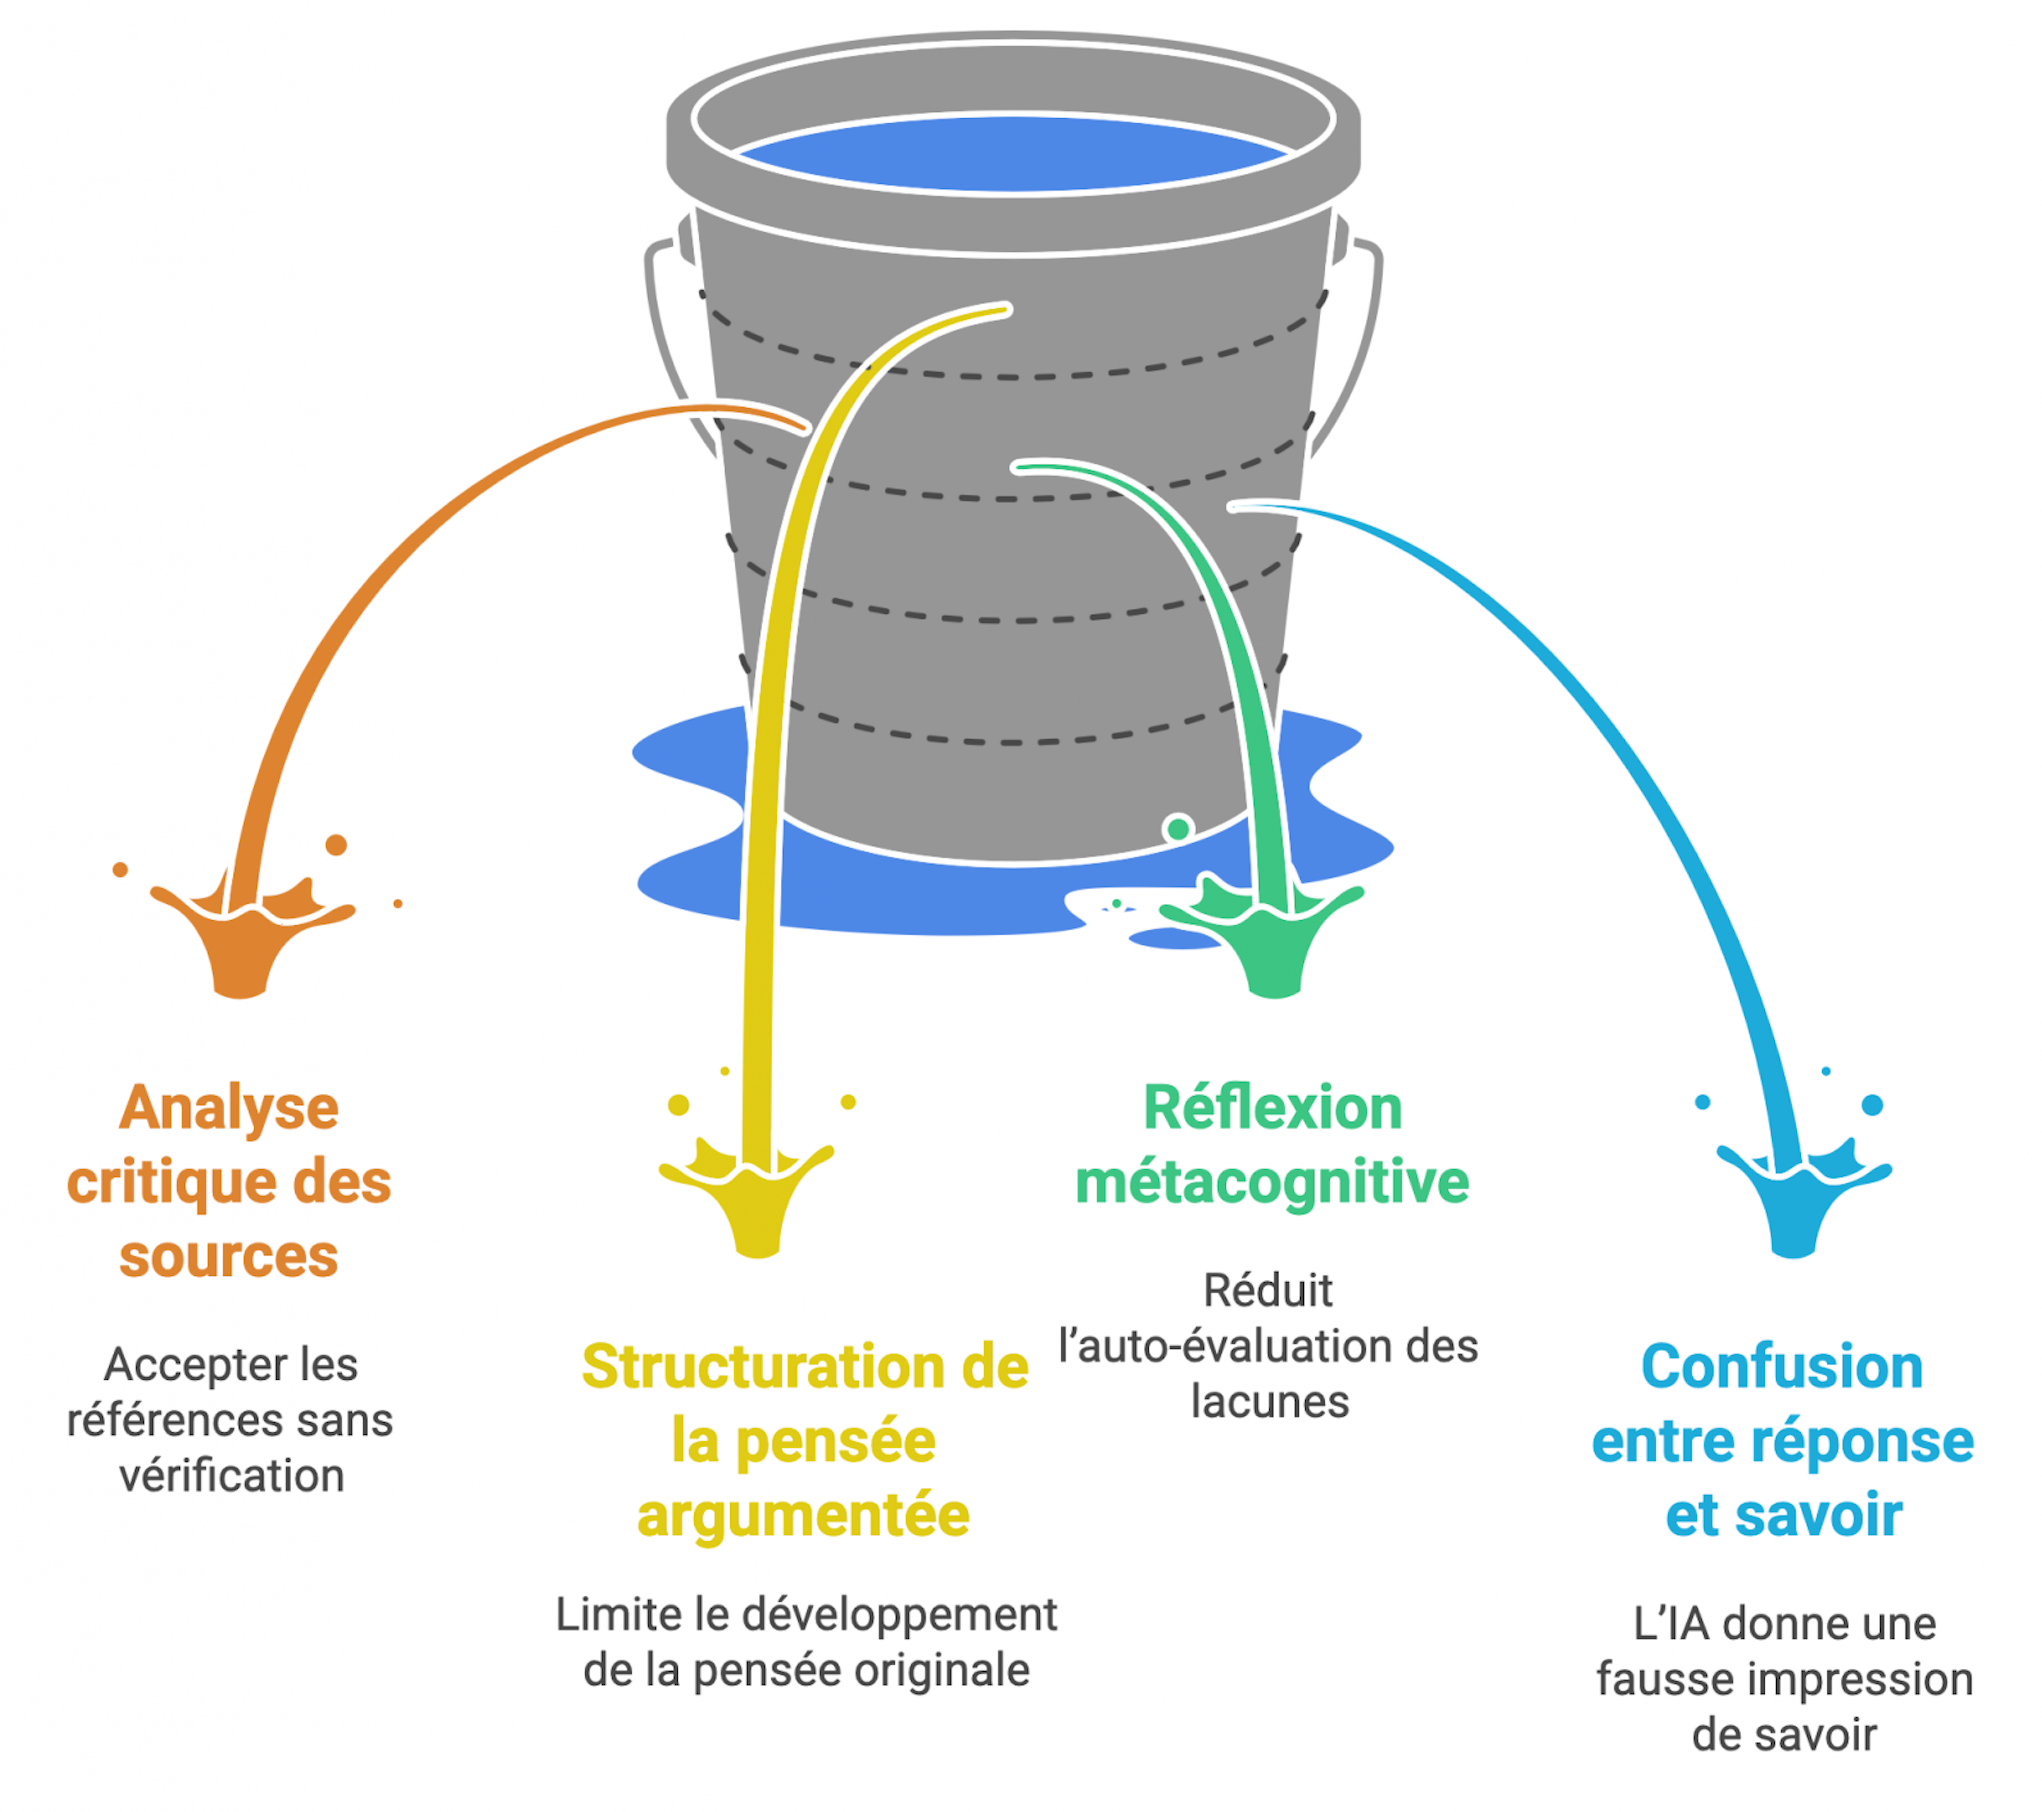 Analyse
critique des
sources
Accepter les
références sans
vérification
Structuration de
la pensée
argumentée
Limite le développement
de la pensée originale
Réflexion
métacognitive
Réduit
l’auto-évaluation des
lacunes
Confusion
entre réponse
et savoir
L’IA donne une
fausse impression
de savoir